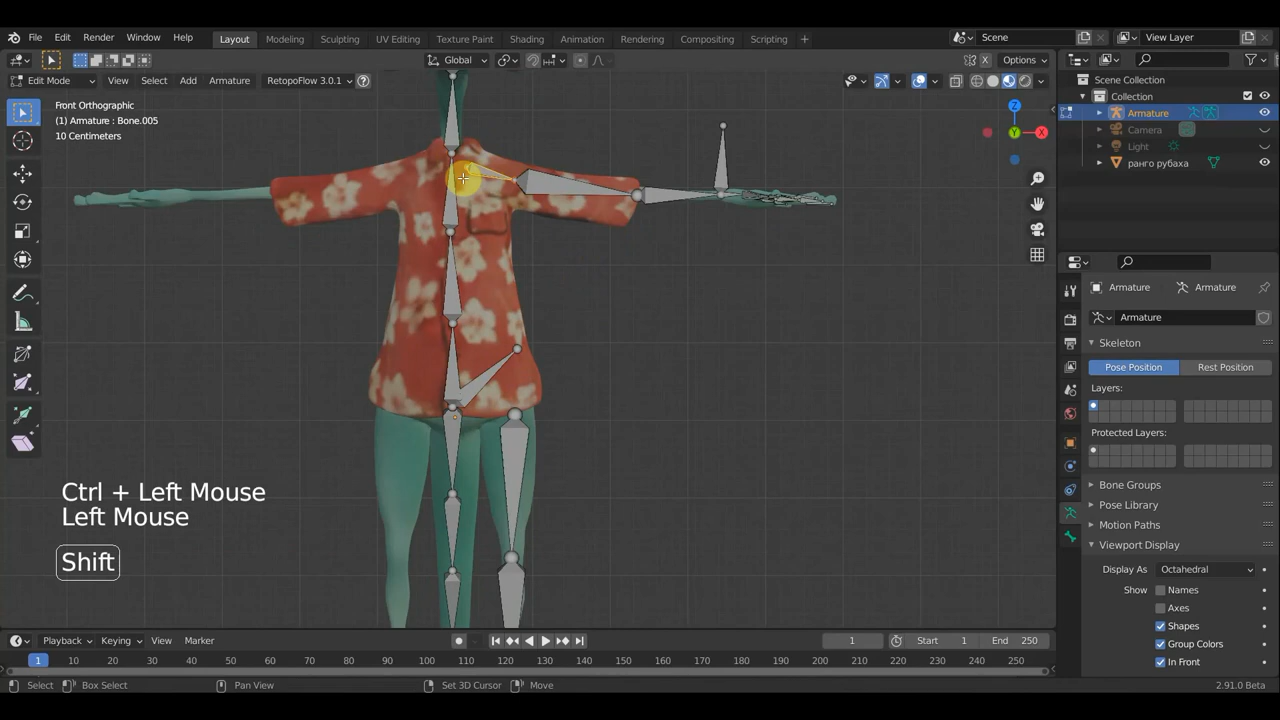 File Edit Render Window Help Layout Modeling Sculpting UV Editing Texture Paint Shading Animation Rendering Compositing Scripting + Scene View Layer
Global Options
Edit Mode View Select Add Armature RetopoFlow 3.0.1 ? X
Front Orthographic
(1) Armature : Bone.005
10 Centimeters
Z
X
Y
Scene Collection
Collection
Armature
Camera
Light
ранго рубаха
Armature Armature
Armature
Skeleton
Pose Position Rest Position
Layers:
Protected Layers:
Bone Groups
Pose Library
Motion Paths
Viewport Display
Display As Octahedral
Show Names
Axes
Shapes
Group Colors
In Front
Ctrl + Left Mouse
Left Mouse
Shift
Playback Keying View Marker 1 Start 1 End 250
1 10 20 30 40 50 60 70 80 90 100 110 120 130 140 150 160 170 180 190 200 210 220 230 240 250
Select Box Select Pan View Set 3D Cursor Move 2.91.0 Beta